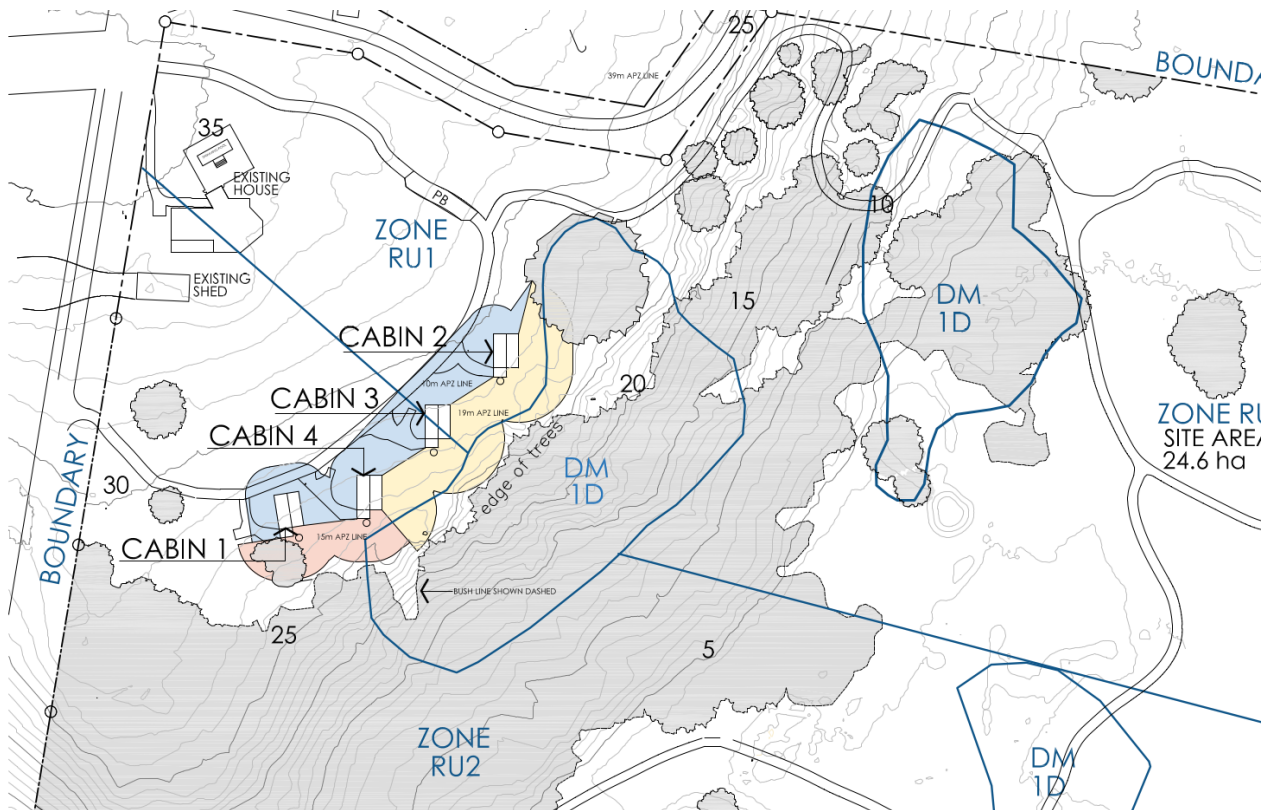 25
BOUNDA
39m APZ LINE
35
EXISTING
HOUSE
PB
ZONE
RU1
10
EXISTING
SHED
DM
1D
15
CABIN 2
10m APZ LINE
20
CABIN 3
19m APZ LINE
ZONE RU
SITE AREA
24.6 ha
CABIN 4
edge of trees
DM
1D
BOUNDARY
30
15m APZ LINE
CABIN 1
BUSH LINE SHOWN DASHED
25
5
ZONE
RU2
DM
1D